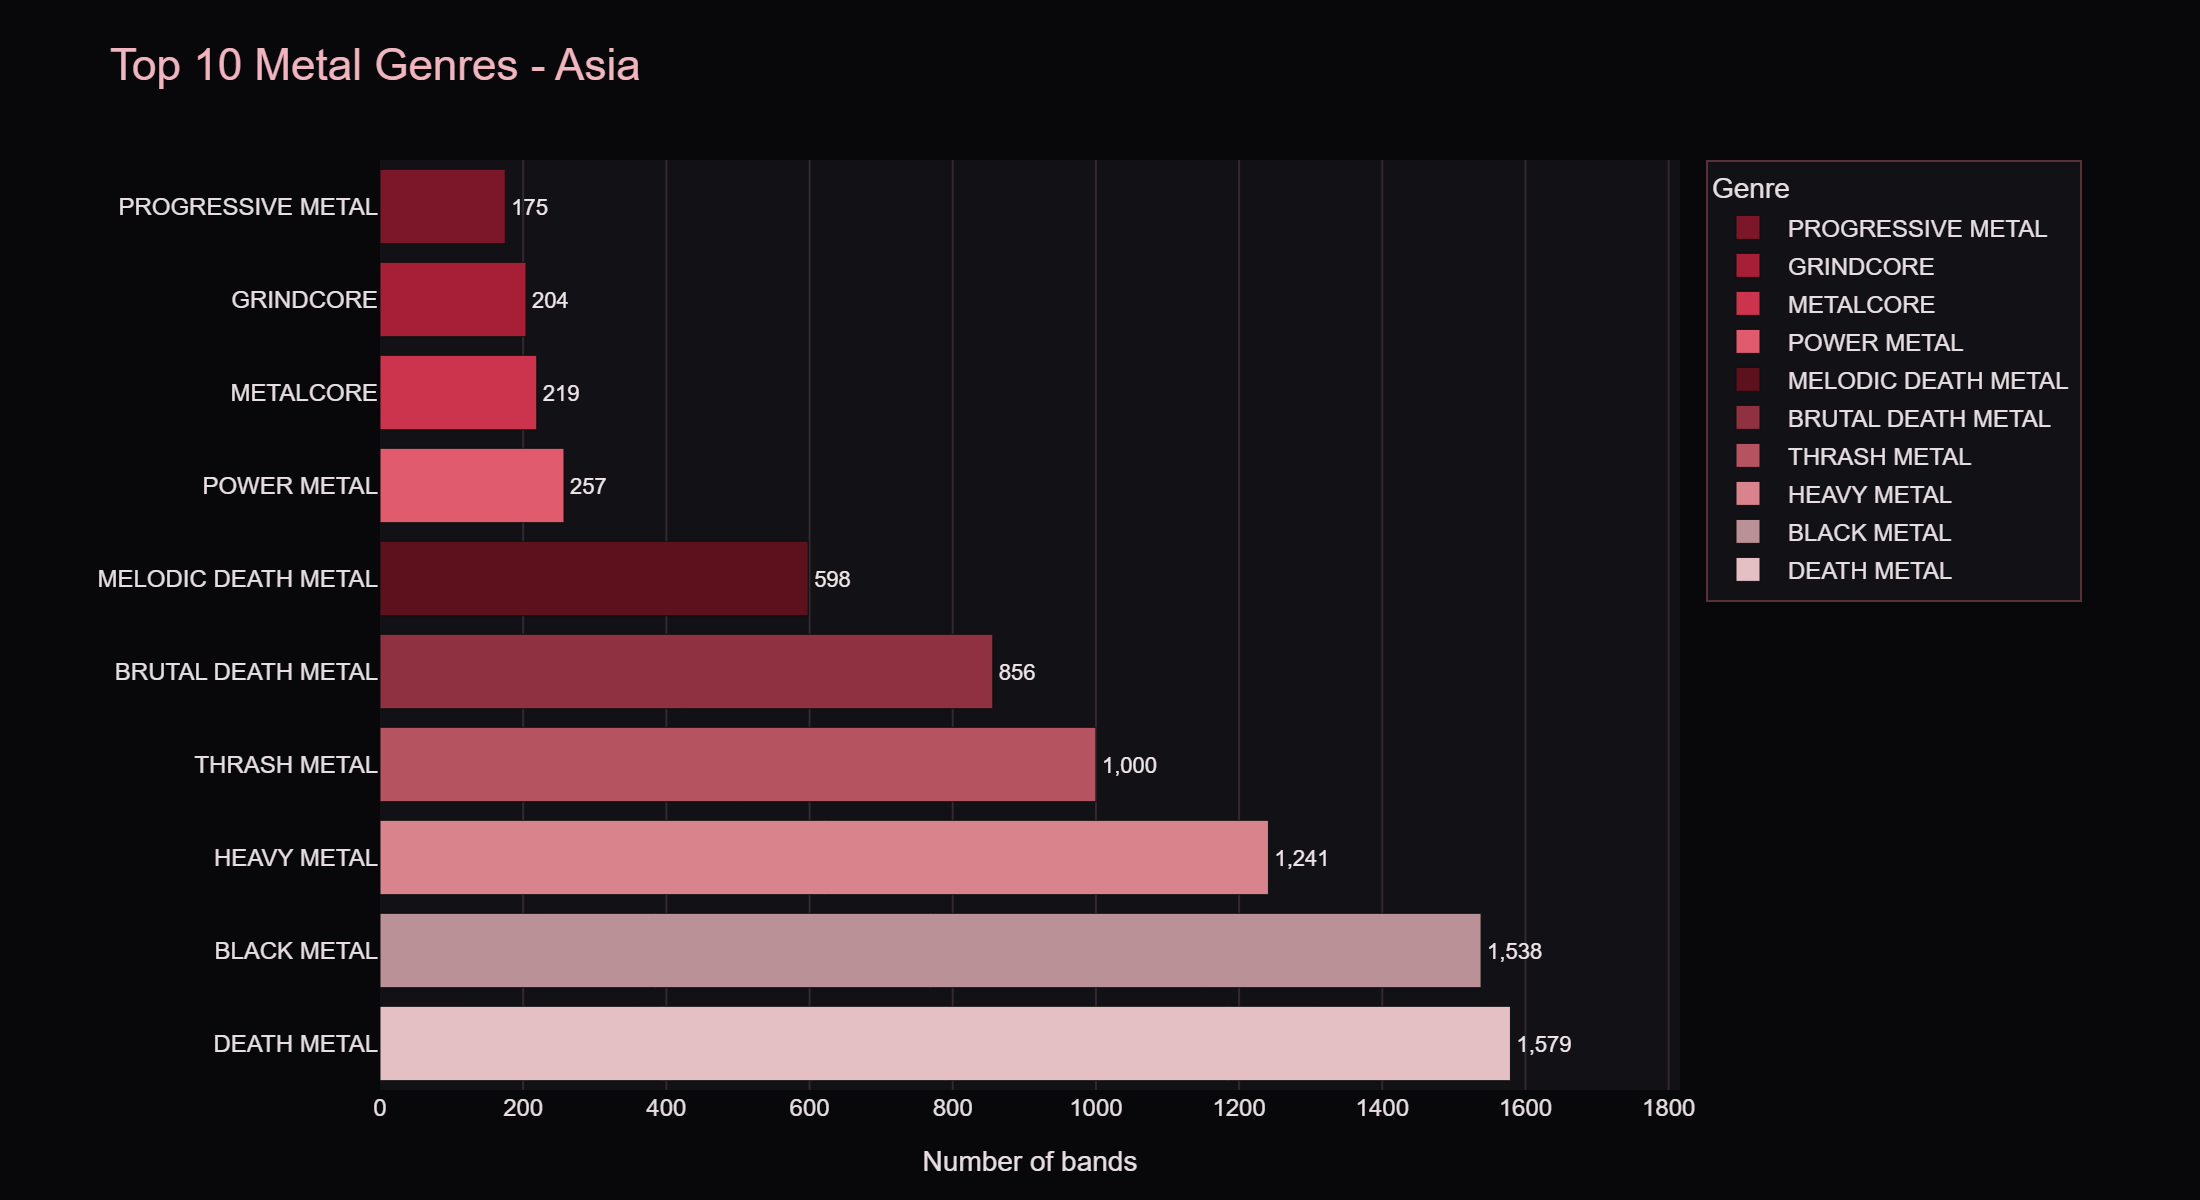 Top 10 Metal Genres - Asia
PROGRESSIVE METAL
175
GRINDCORE
204
METALCORE
219
POWER METAL
257
MELODIC DEATH METAL
598
BRUTAL DEATH METAL
856
THRASH METAL
1,000
HEAVY METAL
1,241
BLACK METAL
1,538
DEATH METAL
1,579
0 200 400 600 800 1000 1200 1400 1600 1800
Number of bands
Genre
PROGRESSIVE METAL
GRINDCORE
METALCORE
POWER METAL
MELODIC DEATH METAL
BRUTAL DEATH METAL
THRASH METAL
HEAVY METAL
BLACK METAL
DEATH METAL